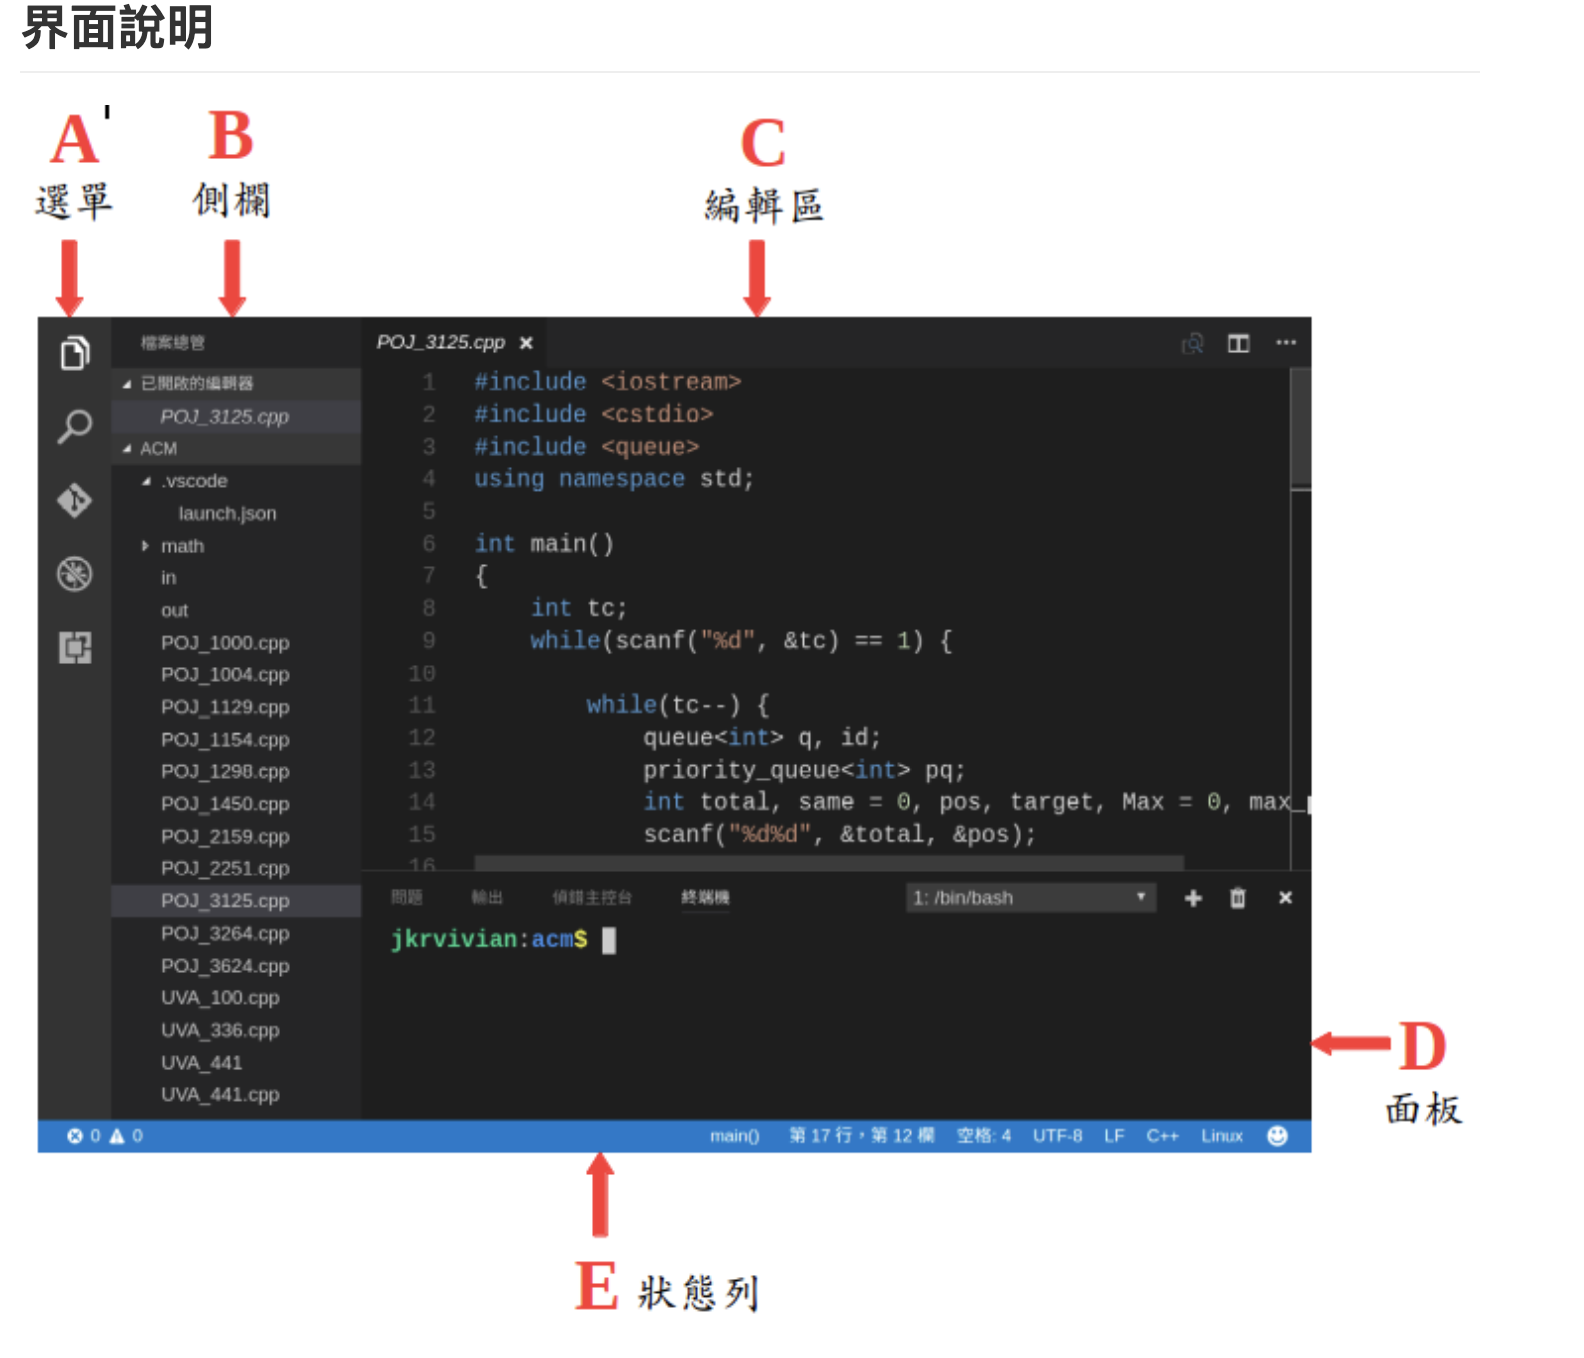 界面說明
A'
選單
B
側欄
C
編輯區
檔案總管
已開啟的編輯器
POJ_3125.cpp
ACM
.vscode
launch.json
math
in
out
POJ_1000.cpp
POJ_1004.cpp
POJ_1129.cpp
POJ_1154.cpp
POJ_1298.cpp
POJ_1450.cpp
POJ_2159.cpp
POJ_2251.cpp
POJ_3125.cpp
POJ_3264.cpp
POJ_3624.cpp
UVA_100.cpp
UVA_336.cpp
UVA_441
UVA_441.cpp
POJ_3125.cpp ×
1 #include <iostream>
2 #include <cstdio>
3 #include <queue>
4 using namespace std;
5
6 int main()
7 {
8     int tc;
9     while(scanf("%d", &tc) == 1) {
10
11         while(tc--) {
12             queue<int> q, id;
13             priority_queue<int> pq;
14             int total, same = 0, pos, target, Max = 0, max_
15             scanf("%d%d", &total, &pos);
16
問題 輸出 偵錯主控台 終端機 1: /bin/bash
jkrvivian:acm$
D
面板
0 0 main() 第 17 行，第 12 欄 空格: 4 UTF-8 LF C++ Linux
E 狀態列